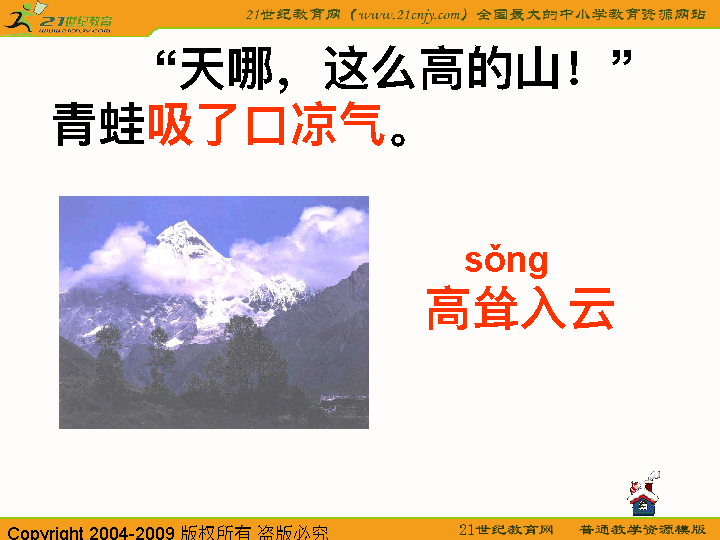 21世纪教育
21世纪教育网（www.21cnjy.com）全国最大的中小学教育资源网站
“天哪，这么高的山！”
青蛙吸了口凉气。
sǒng
高耸入云
Copyright 2004-2009 版权所有 盗版必究
21世纪教育网 普通教学资源模版